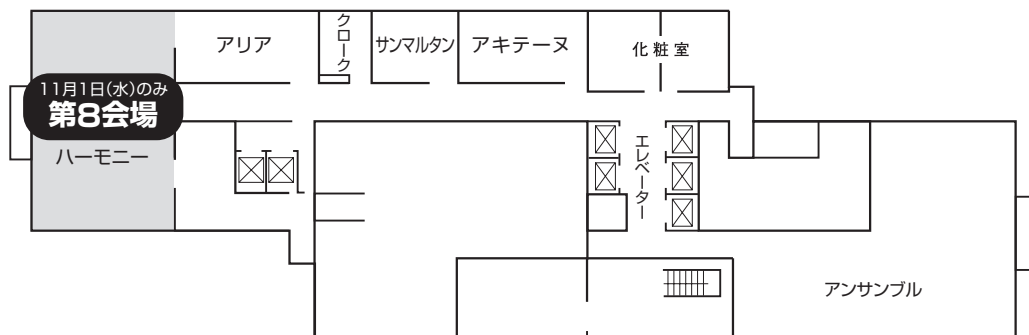 アリア
クローク
サンマルタン
アキテーヌ
化粧室
11月1日(水)のみ
第8会場
ハーモニー
エレベーター
アンサンブル